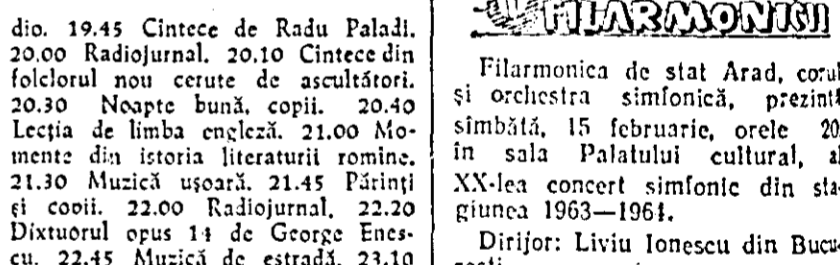 dio. 19.45 Cîntece de Radu Paladi.
20.00 Radiojurnal. 20.10 Cîntece din
folclorul nou cerute de ascultători.
20.30 Noapte bună, copii. 20.40
Lecția de limba engleză. 21.00 Mo-
mente din istoria literaturii romîne.
21.30 Muzică ușoară. 21.45 Părinți
și copii. 22.00 Radiojurnal. 22.20
Dixtuorul opus 14 de George Enes-
cu. 22.45 Muzică de estradă. 23.10
FILARMONICII
Filarmonica de stat Arad, corul
și orchestra simfonică, prezintă
sîmbătă, 15 februarie, orele 20
în sala Palatului cultural, al
XX-lea concert simfonic din sta-
giunea 1963—1964.
Dirijor: Liviu Ionescu din Bucu-